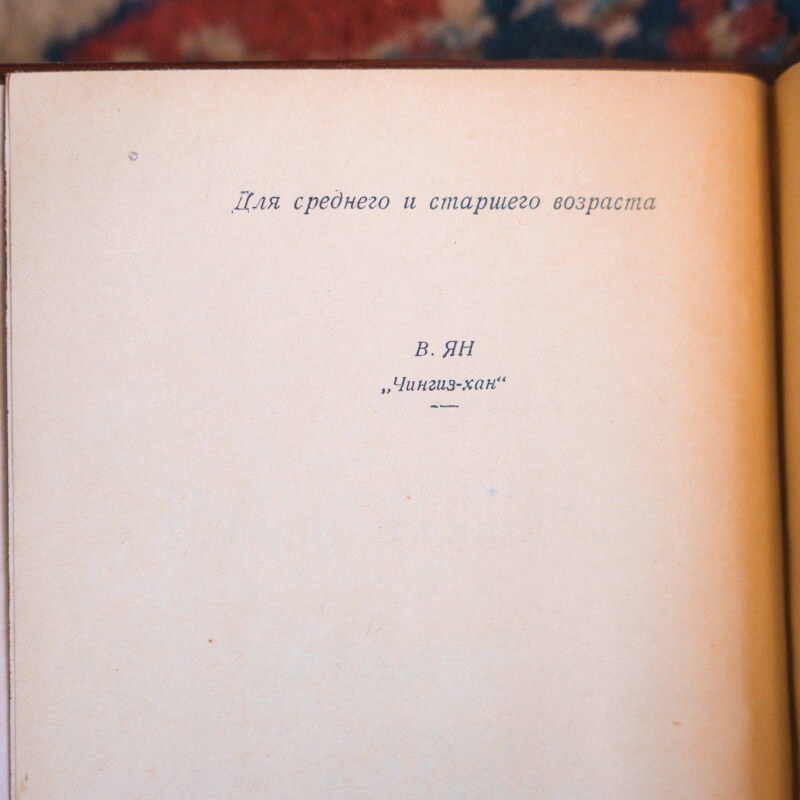 Для среднего и старшего возраста
В. ЯН
„Чингиз-хан“